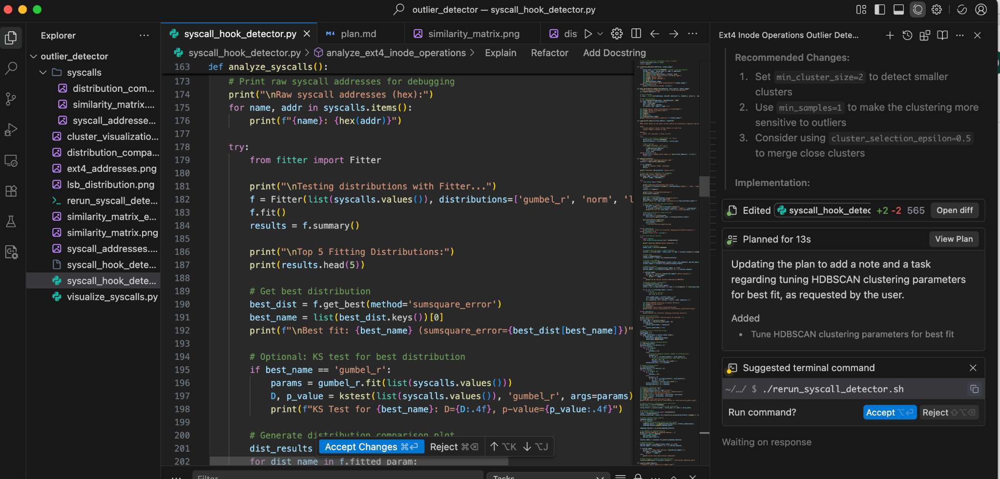 outlier_detector — syscall_hook_detector.py
Explorer
outlier_detector
syscalls
distribution_com...
similarity_matrix....
syscall_addresse...
cluster_visualizatio...
distribution_compa...
ext4_addresses.png
lsb_distribution.png
rerun_syscall_dete...
similarity_matrix_e...
similarity_matrix.png
syscall_addresses....
syscall_hook_dete...
syscall_hook_dete...
visualize_syscalls.py
syscall_hook_detector.py
plan.md
similarity_matrix.png
dis
syscall_hook_detector.py > analyze_ext4_inode_operations > Explain Refactor Add Docstring
163 def analyze_syscalls():
173 # Print raw syscall addresses for debugging
174 print("\nRaw syscall addresses (hex):")
175 for name, addr in syscalls.items():
176 print(f"{name}: {hex(addr)}")
177
178 try:
179 from fitter import Fitter
180
181 print("\nTesting distributions with Fitter...")
182 f = Fitter(list(syscalls.values()), distributions=['gumbel_r', 'norm', 'l
183 f.fit()
184 results = f.summary()
185
186 print("\nTop 5 Fitting Distributions:")
187 print(results.head(5))
188
189 # Get best distribution
190 best_dist = f.get_best(method='sumsquare_error')
191 best_name = list(best_dist.keys())[0]
192 print(f"\nBest fit: {best_name} (sumsquare_error={best_dist[best_name]})"
193
194 # Optional: KS test for best distribution
195 if best_name == 'gumbel_r':
196 params = gumbel_r.fit(list(syscalls.values()))
197 D, p_value = kstest(list(syscalls.values()), 'gumbel_r', args=params)
198 print(f"KS Test for {best_name}: D={D:.4f}, p-value={p_value:.4f}")
199
200 # Generate distribution comparison plot
201 dist_results
202 for dist_name in f.fitted_param:
Accept Changes ⌘⏎ Reject ⌘⌫ ↑ ⌥K ↓ ⌥J
Filter
Tasks
Ext4 Inode Operations Outlier Dete...
Recommended Changes:
1. Set min_cluster_size=2 to detect smaller
clusters
2. Use min_samples=1 to make the clustering more
sensitive to outliers
3. Consider using cluster_selection_epsilon=0.5
to merge close clusters
Implementation:
Edited syscall_hook_detec +2 -2 565 Open diff
Planned for 13s View Plan
Updating the plan to add a note and a task
regarding tuning HDBSCAN clustering parameters
for best fit, as requested by the user.
Added
• Tune HDBSCAN clustering parameters for best fit
Suggested terminal command
~/…/ $ ./rerun_syscall_detector.sh
Run command? Accept ⌥⏎ Reject ⇧⌥⌫
Waiting on response